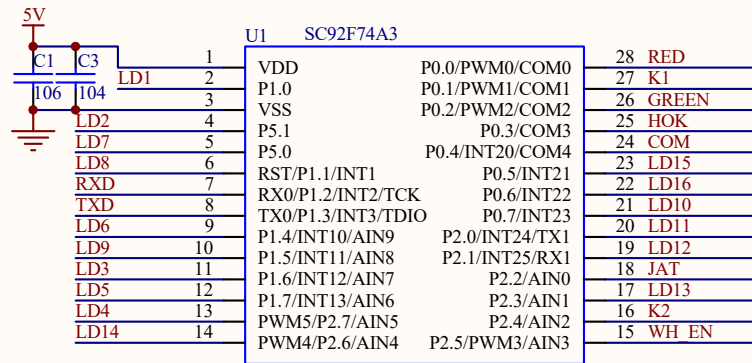 5V
U1 SC92F74A3
C1 C3
106 104
1 VDD P0.0/PWM0/COM0 28 RED
LD1 2 P1.0 P0.1/PWM1/COM1 27 K1
3 VSS P0.2/PWM2/COM2 26 GREEN
LD2 4 P5.1 P0.3/COM3 25 HOK
LD7 5 P5.0 P0.4/INT20/COM4 24 COM
LD8 6 RST/P1.1/INT1 P0.5/INT21 23 LD15
RXD 7 RX0/P1.2/INT2/TCK P0.6/INT22 22 LD16
TXD 8 TX0/P1.3/INT3/TDIO P0.7/INT23 21 LD10
LD6 9 P1.4/INT10/AIN9 P2.0/INT24/TX1 20 LD11
LD9 10 P1.5/INT11/AIN8 P2.1/INT25/RX1 19 LD12
LD3 11 P1.6/INT12/AIN7 P2.2/AIN0 18 JAT
LD5 12 P1.7/INT13/AIN6 P2.3/AIN1 17 LD13
LD4 13 PWM5/P2.7/AIN5 P2.4/AIN2 16 K2
LD14 14 PWM4/P2.6/AIN4 P2.5/PWM3/AIN3 15 WH_EN